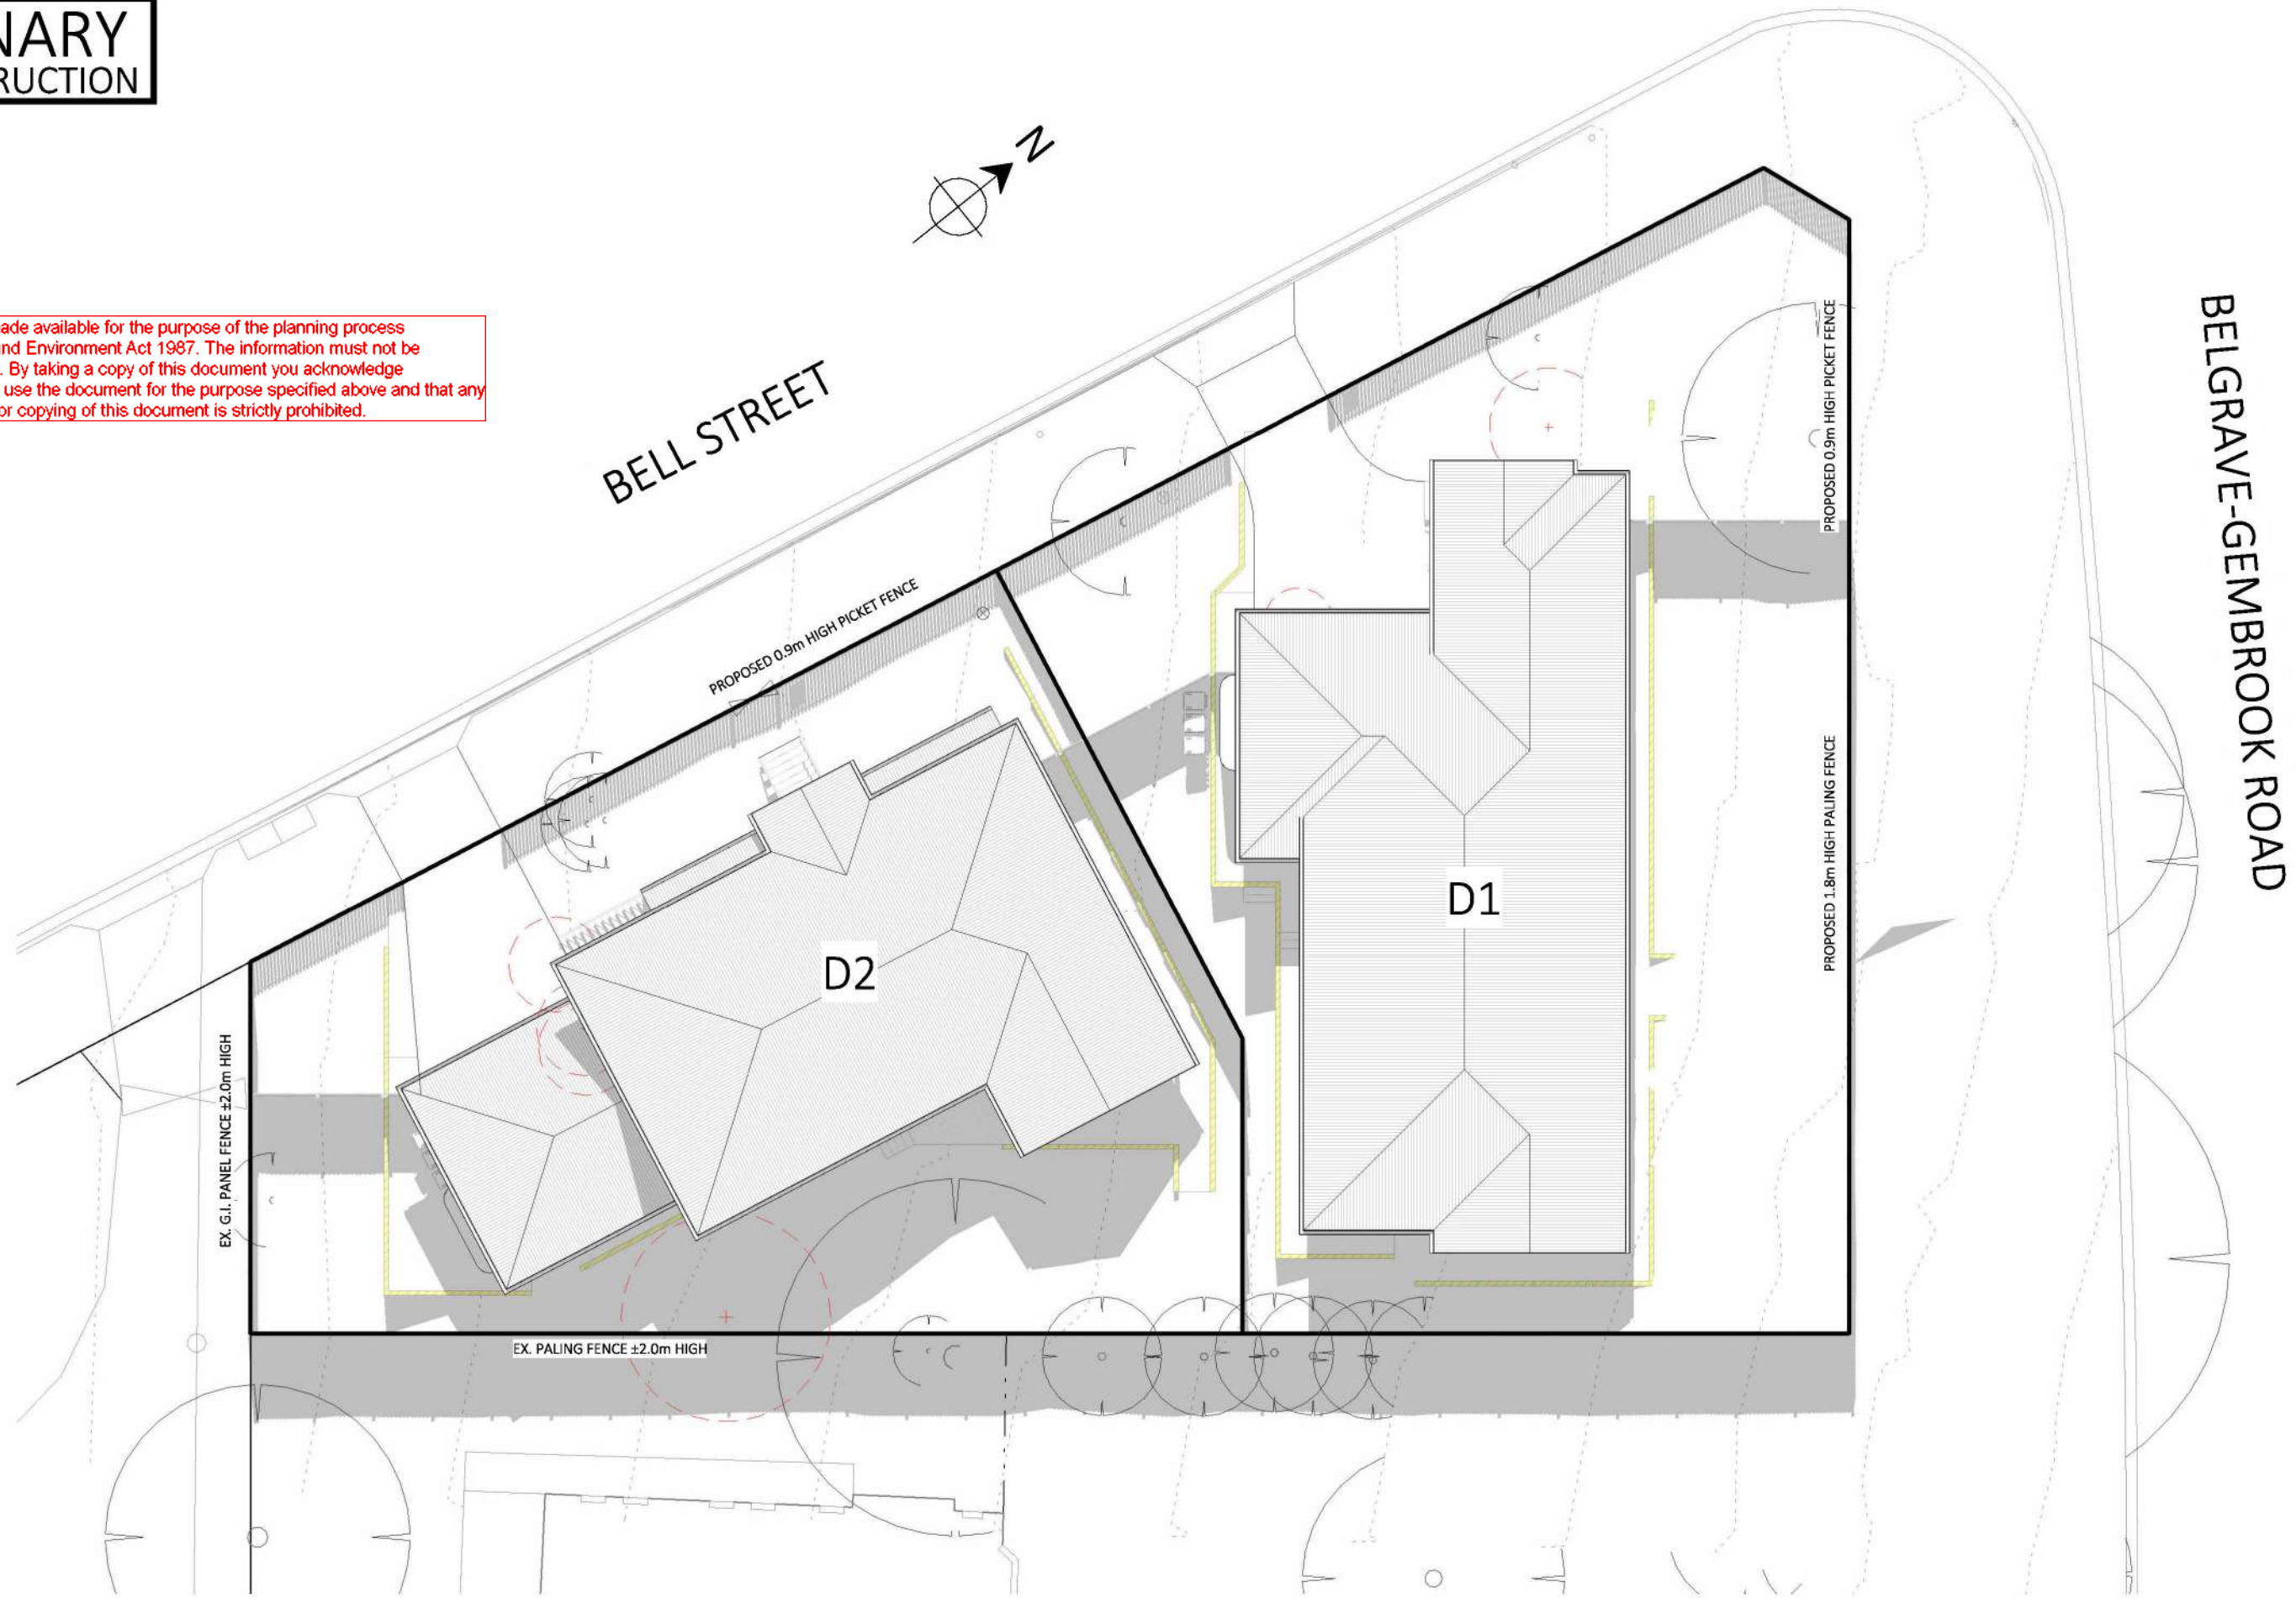 NARY
RUCTION
ade available for the purpose of the planning process
nd Environment Act 1987. The information must not be
. By taking a copy of this document you acknowledge
use the document for the purpose specified above and that any
or copying of this document is strictly prohibited.
N
BELL STREET
BELGRAVE-GEMBROOK ROAD
PROPOSED 0.9m HIGH PICKET FENCE
PROPOSED 0.9m HIGH PICKET FENCE
PROPOSED 1.8m HIGH PALING FENCE
D1
D2
EX. G.I. PANEL FENCE ±2.0m HIGH
EX. PALING FENCE ±2.0m HIGH